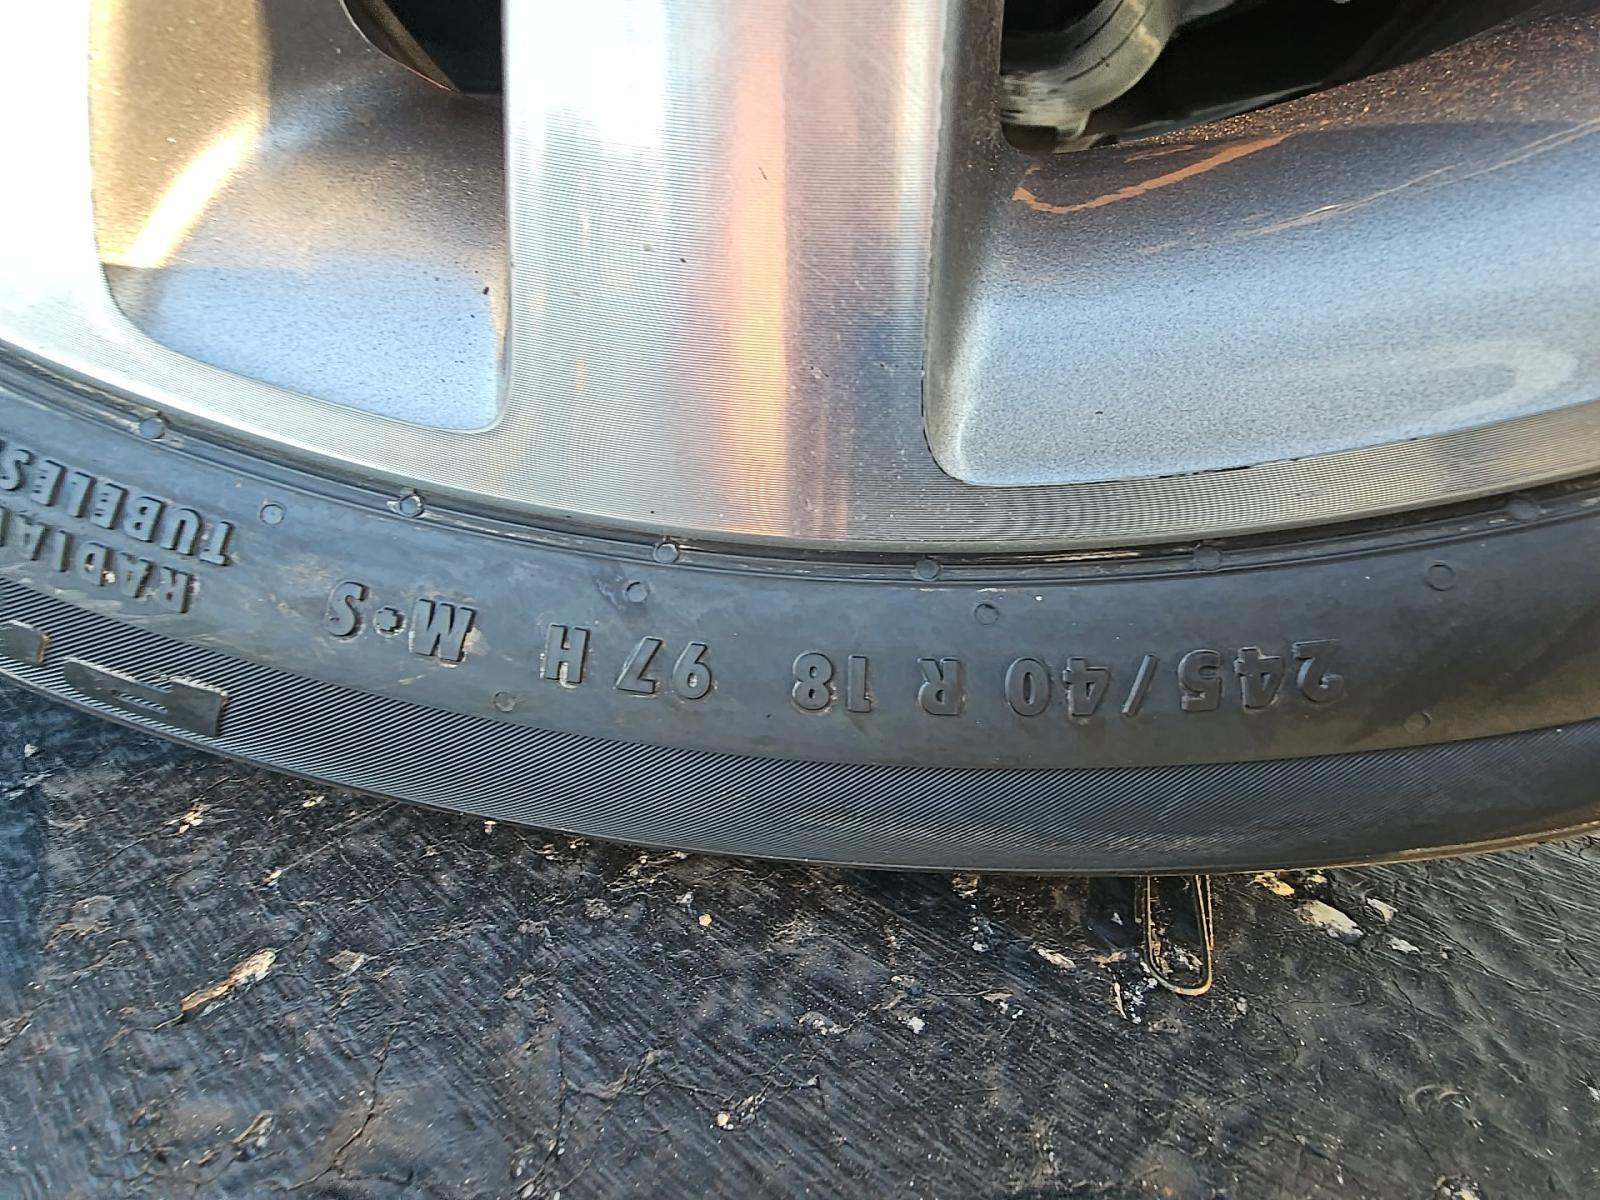 245/40 R 18 97 H M+S
RADIAL
TUBELESS